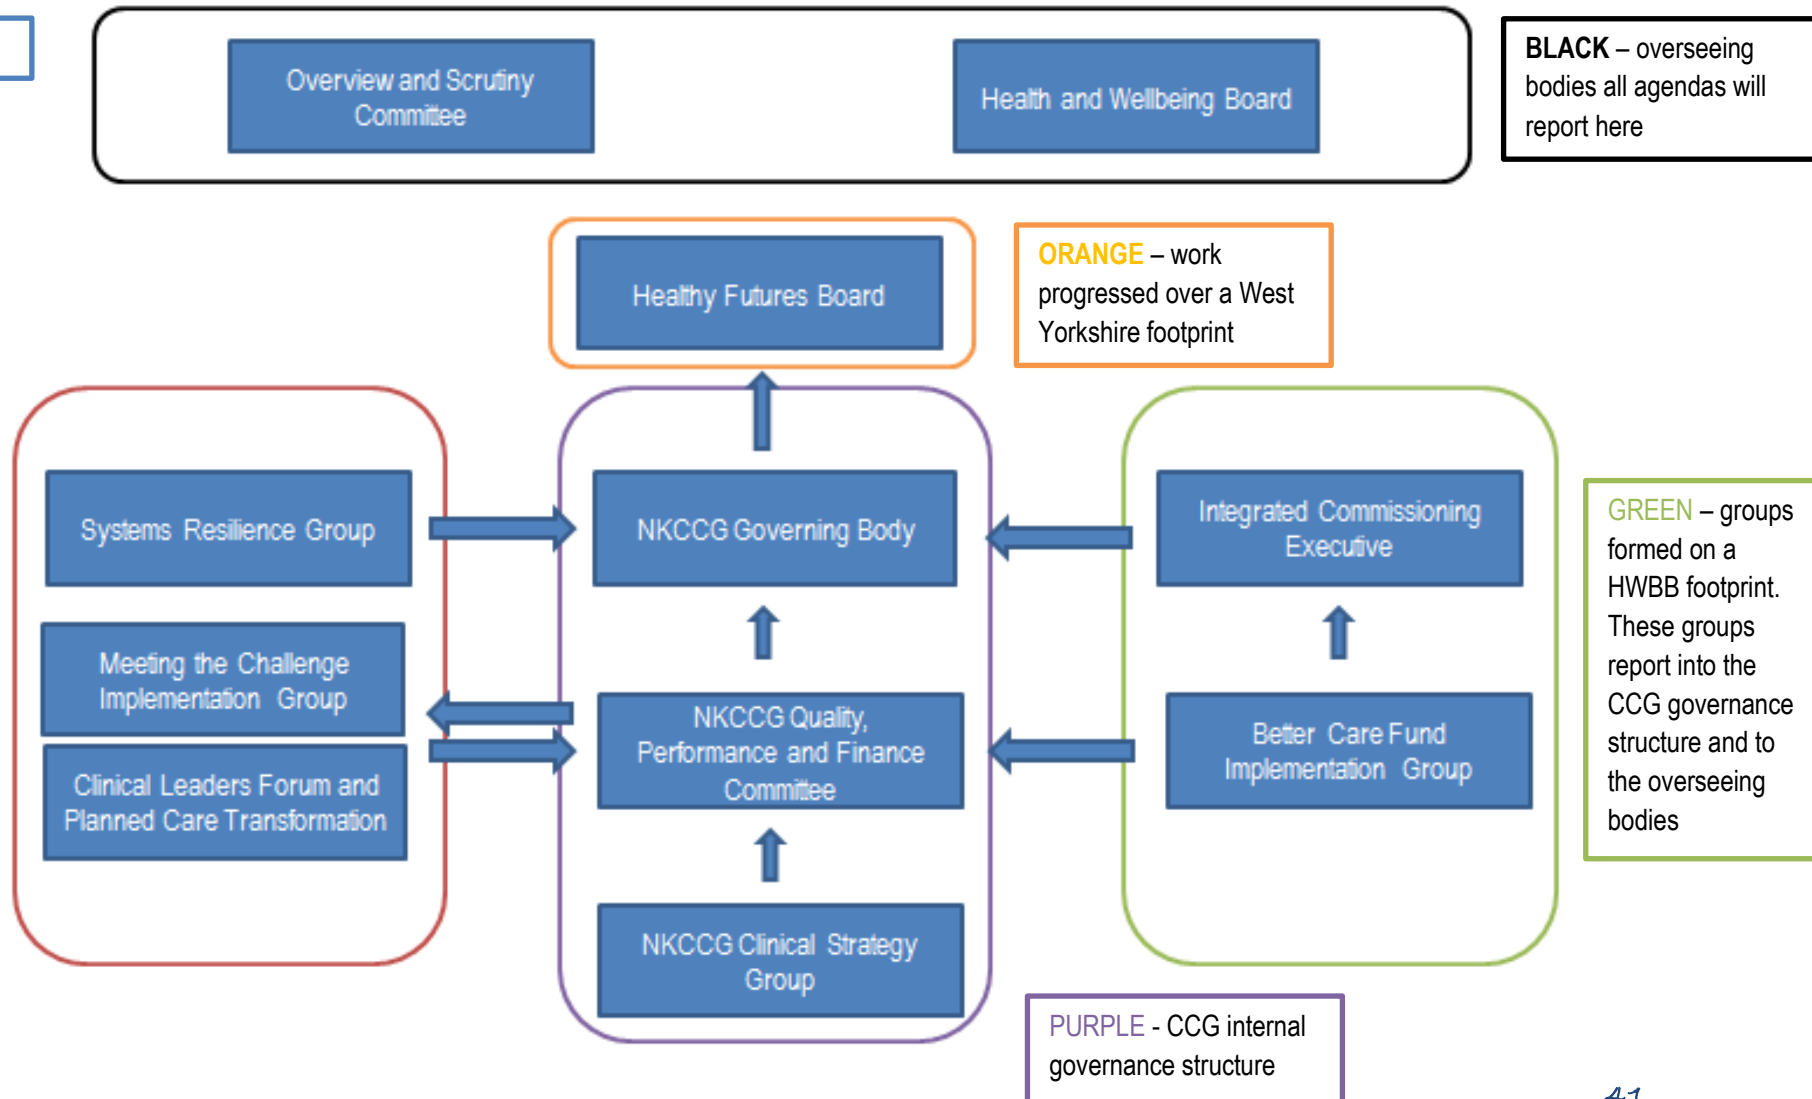 Overview and Scrutiny
Committee
Health and Wellbeing Board
BLACK – overseeing
bodies all agendas will
report here
Healthy Futures Board
ORANGE – work
progressed over a West
Yorkshire footprint
Systems Resilience Group
Meeting the Challenge
Implementation Group
Clinical Leaders Forum and
Planned Care Transformation
NKCCG Governing Body
NKCCG Quality,
Performance and Finance
Committee
NKCCG Clinical Strategy
Group
Integrated Commissioning
Executive
Better Care Fund
Implementation Group
GREEN – groups
formed on a
HWBB footprint.
These groups
report into the
CCG governance
structure and to
the overseeing
bodies
PURPLE - CCG internal
governance structure
41